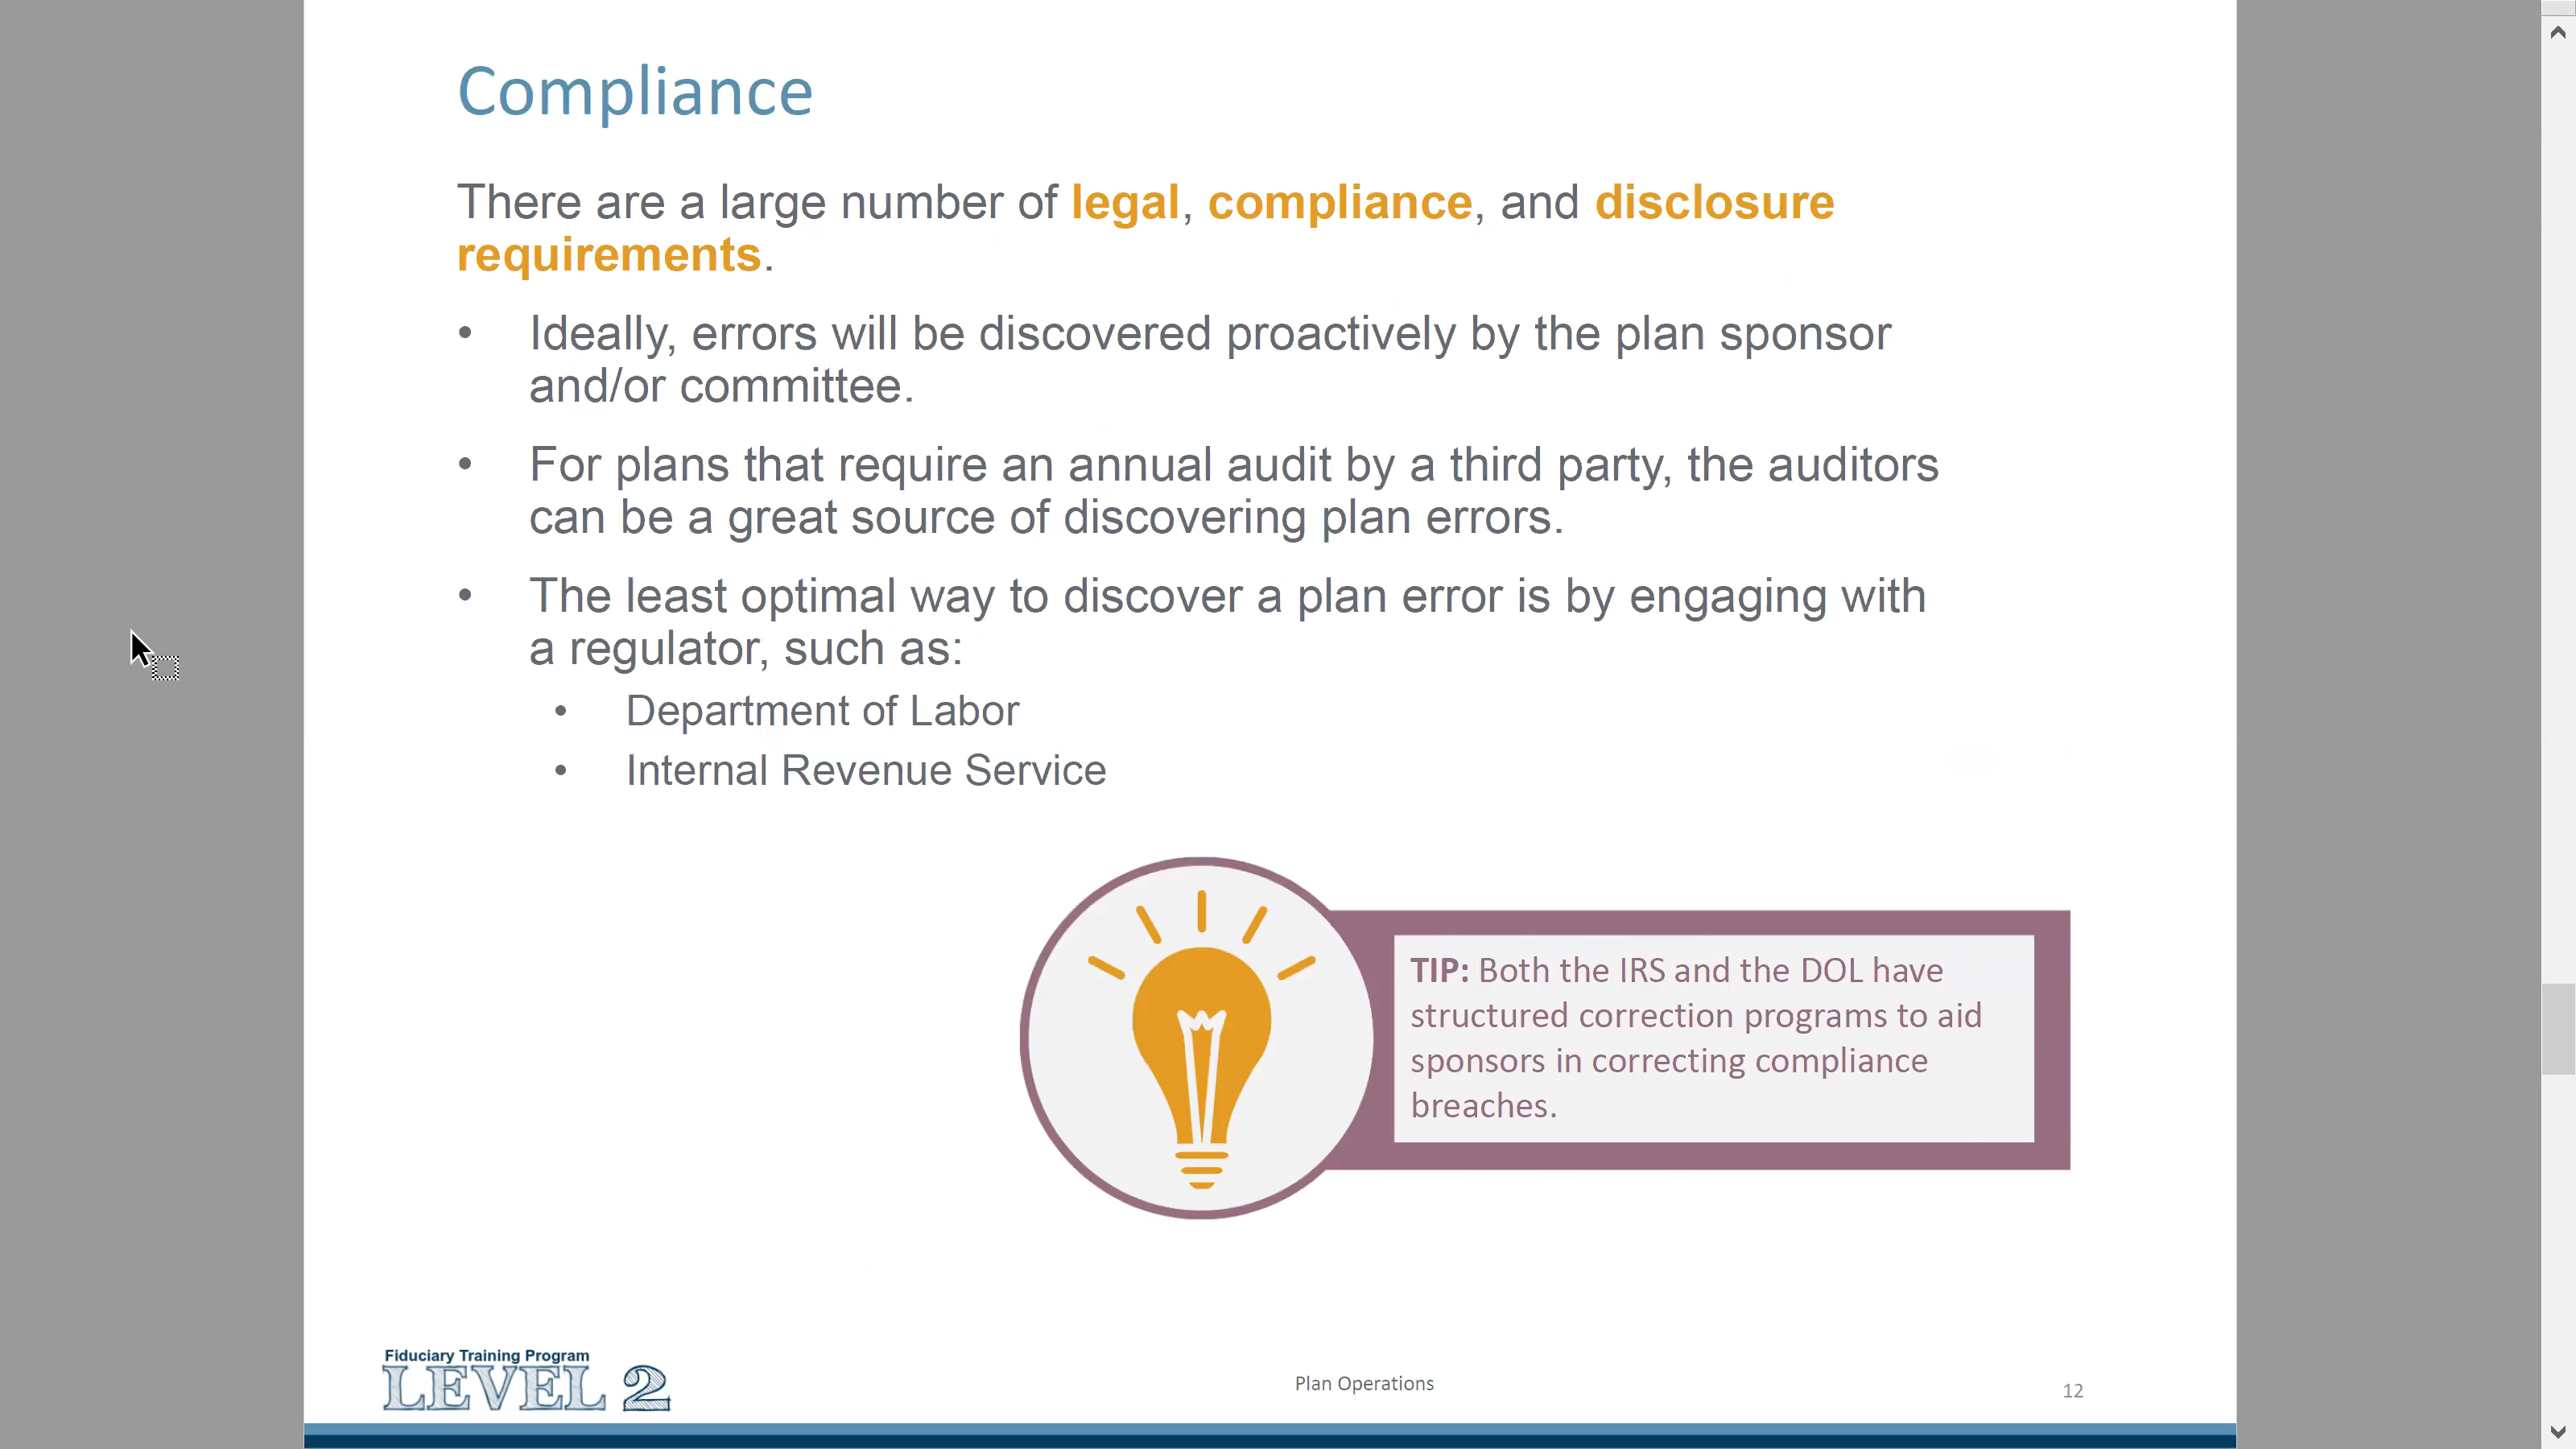 Compliance
There are a large number of legal, compliance, and disclosure
requirements.
• Ideally, errors will be discovered proactively by the plan sponsor
and/or committee.
• For plans that require an annual audit by a third party, the auditors
can be a great source of discovering plan errors.
• The least optimal way to discover a plan error is by engaging with
a regulator, such as:
• Department of Labor
• Internal Revenue Service
TIP: Both the IRS and the DOL have
structured correction programs to aid
sponsors in correcting compliance
breaches.
Fiduciary Training Program
LEVEL 2
Plan Operations
12